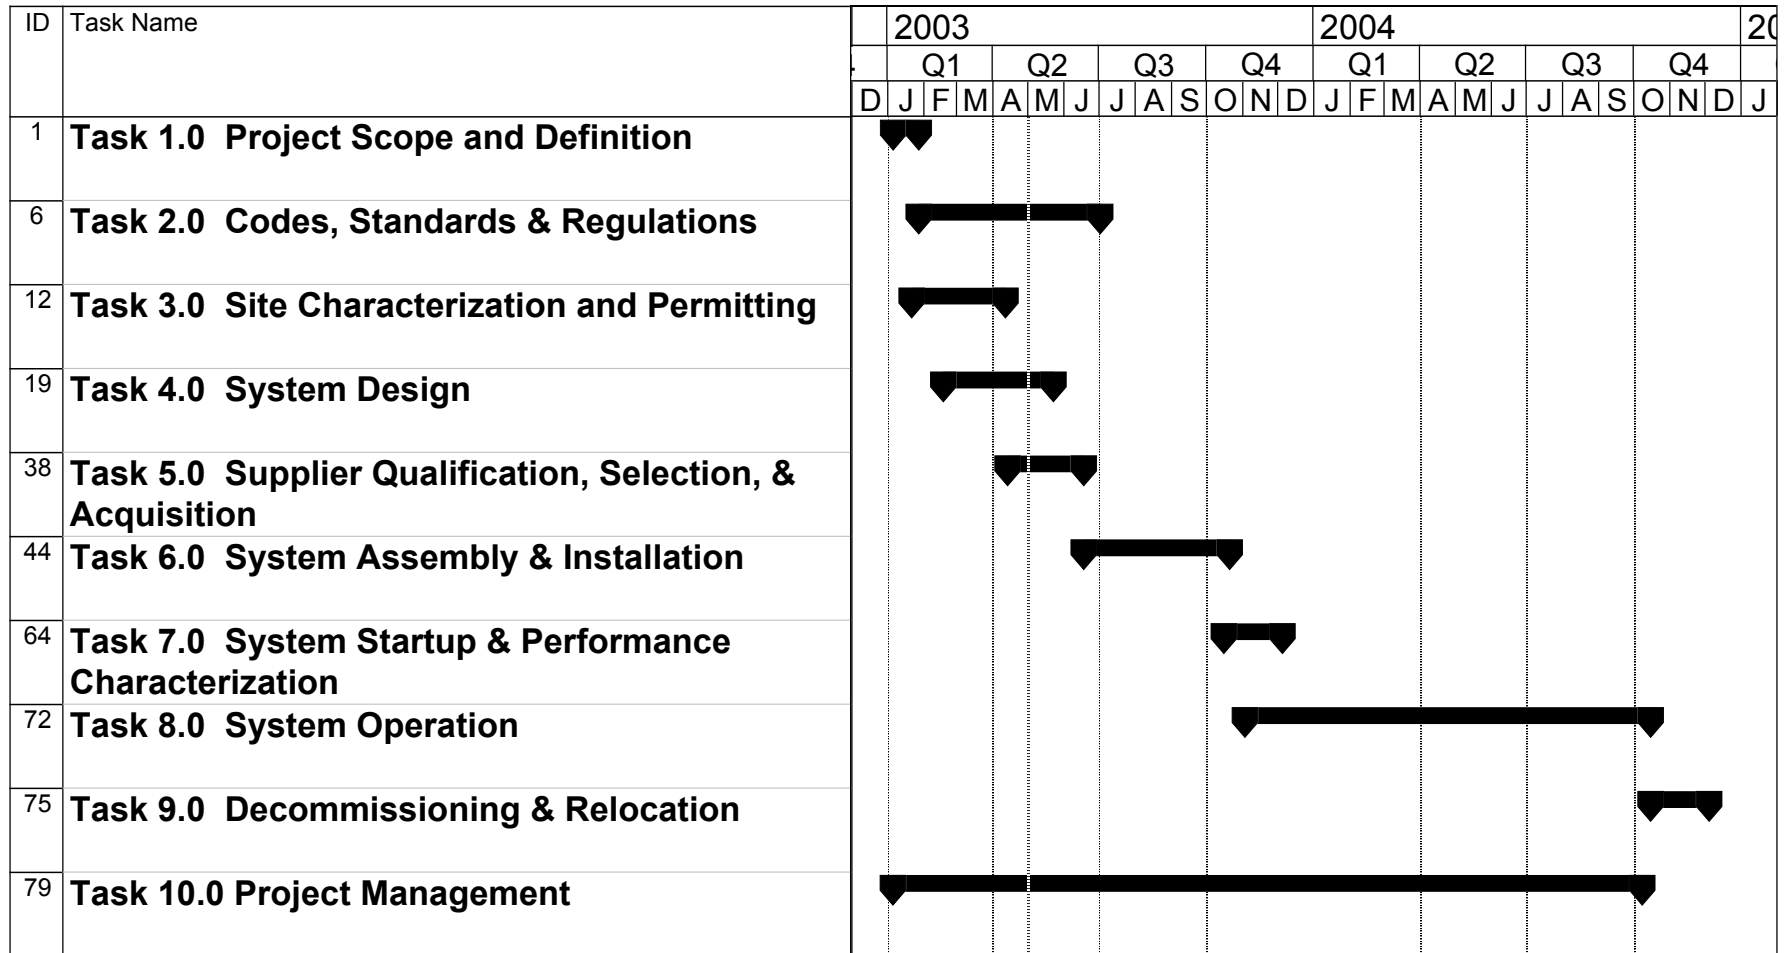 ID Task Name
2003 2004 20
Q1 Q2 Q3 Q4 Q1 Q2 Q3 Q4
D J F M A M J J A S O N D J F M A M J J A S O N D J
1 Task 1.0 Project Scope and Definition
6 Task 2.0 Codes, Standards & Regulations
12 Task 3.0 Site Characterization and Permitting
19 Task 4.0 System Design
38 Task 5.0 Supplier Qualification, Selection, &
Acquisition
44 Task 6.0 System Assembly & Installation
64 Task 7.0 System Startup & Performance
Characterization
72 Task 8.0 System Operation
75 Task 9.0 Decommissioning & Relocation
79 Task 10.0 Project Management